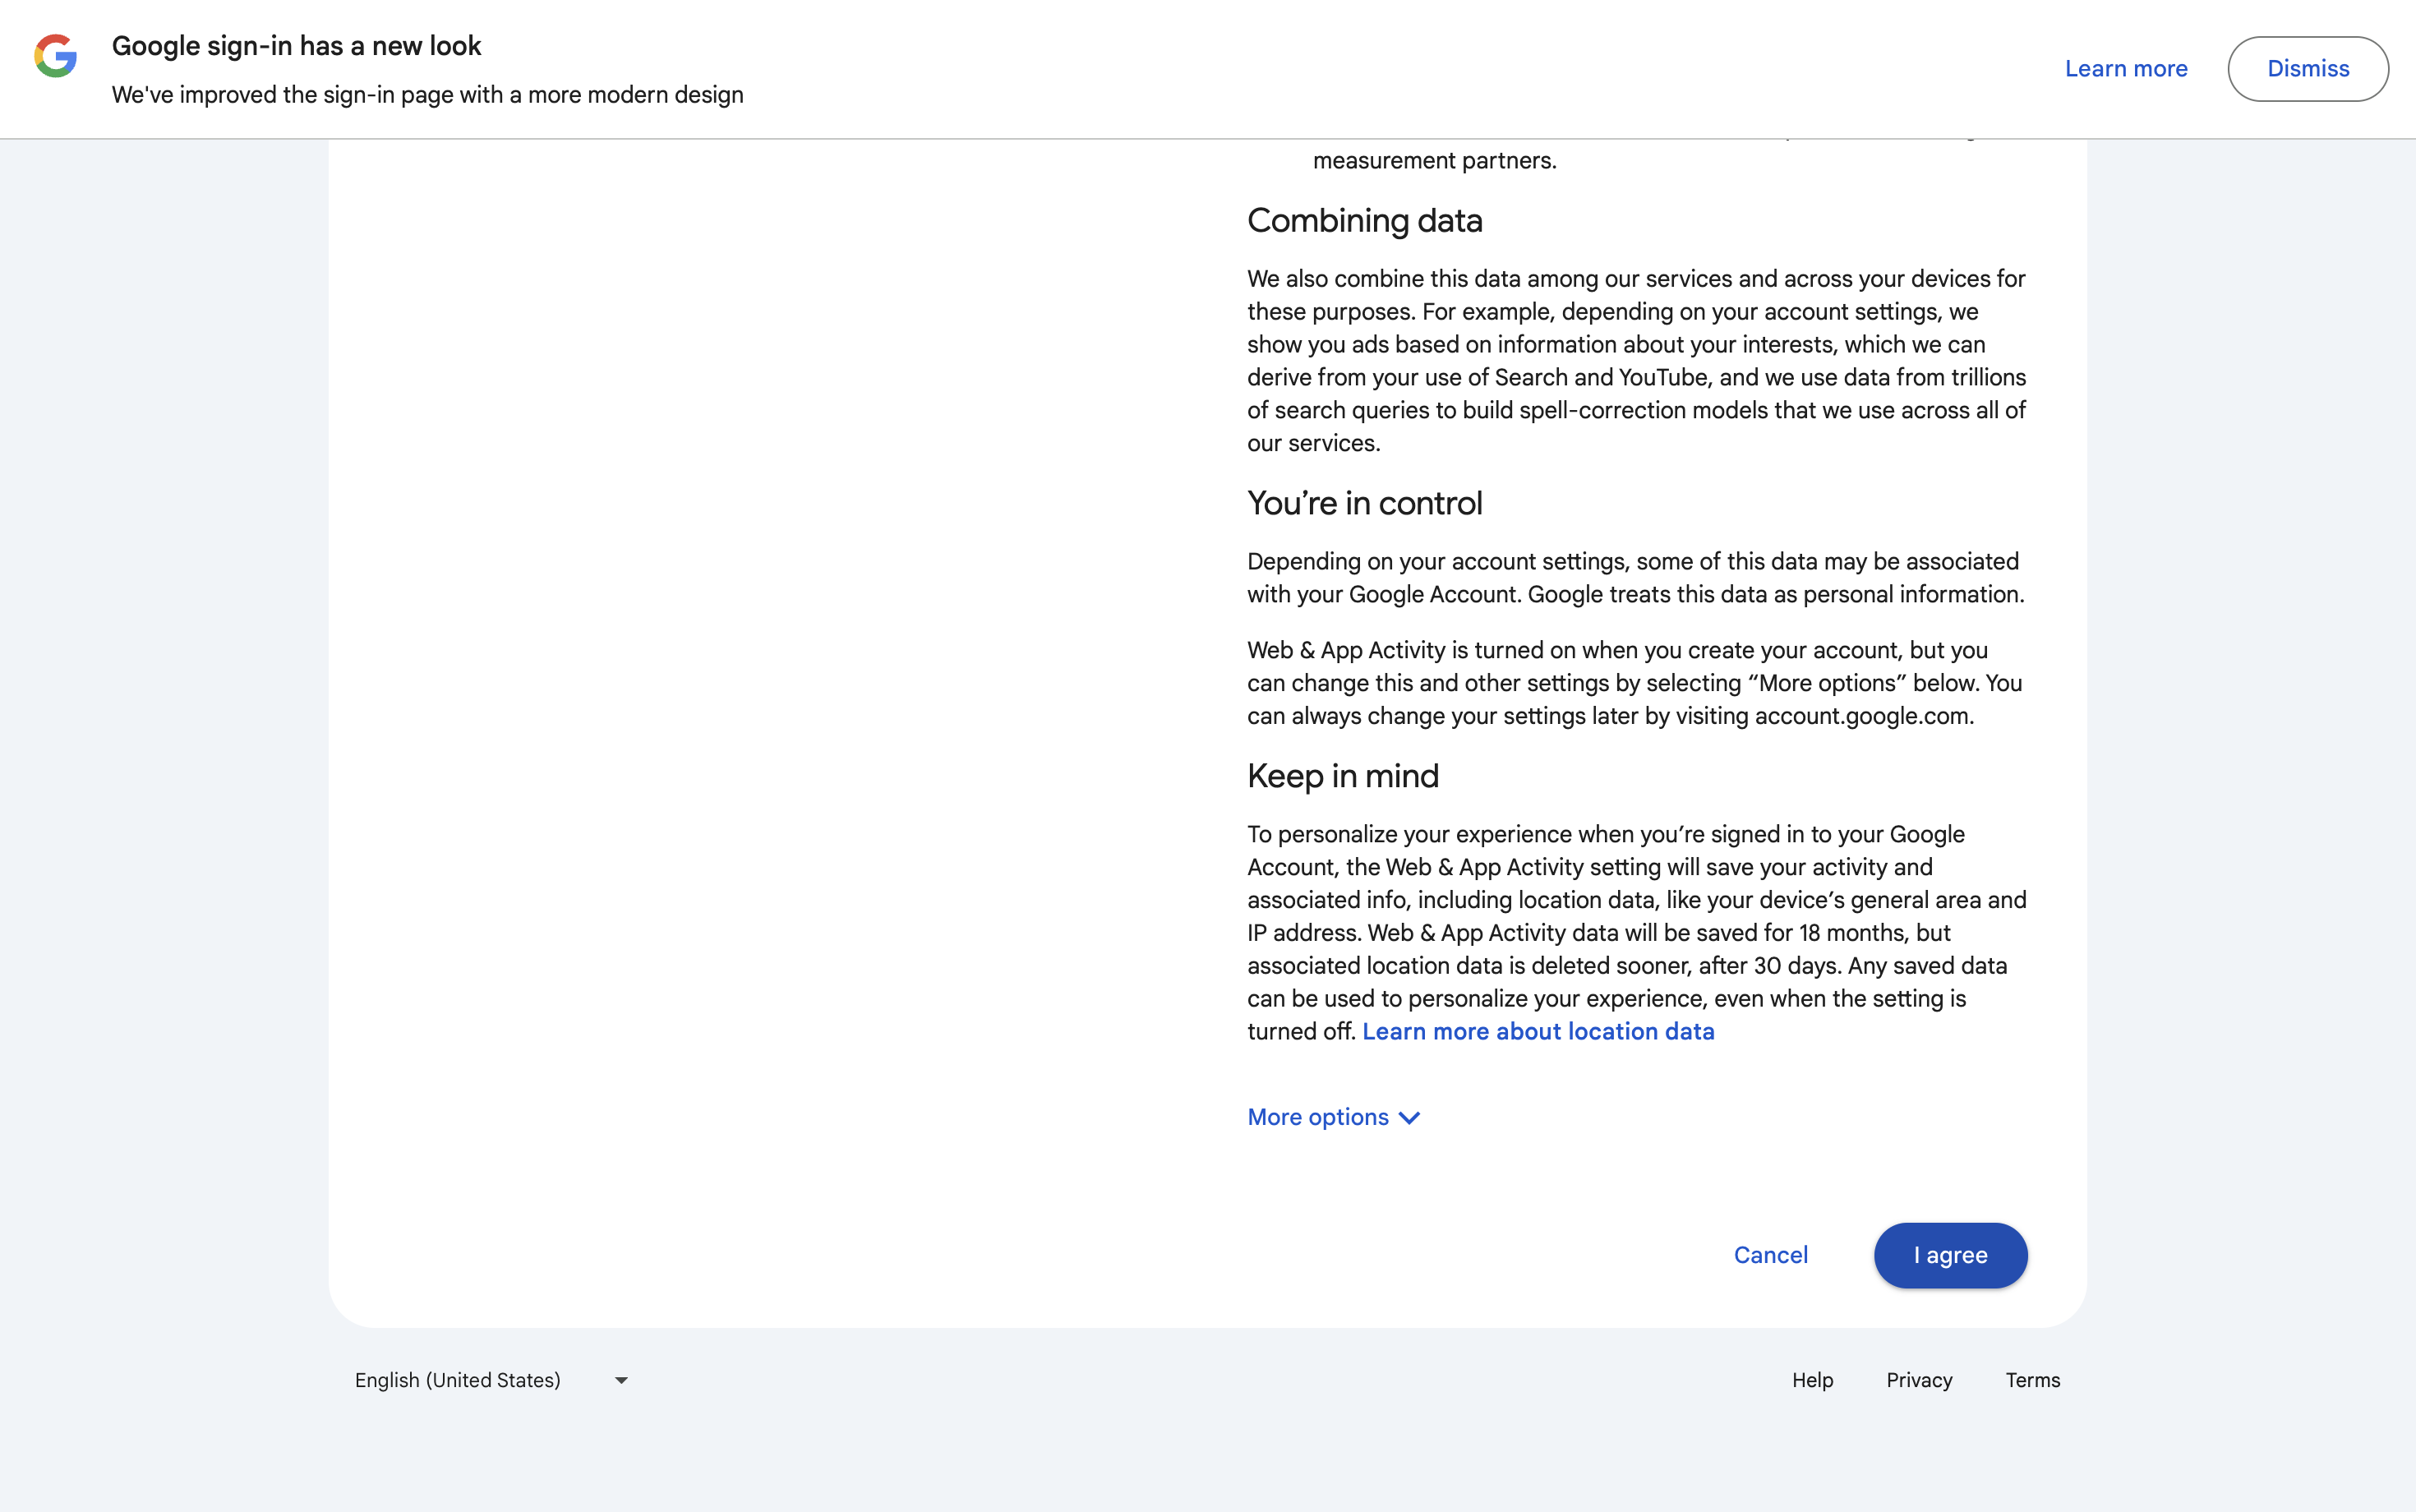 Google sign-in has a new look
We've improved the sign-in page with a more modern design
Learn more
Dismiss
measurement partners.
Combining data
We also combine this data among our services and across your devices for
these purposes. For example, depending on your account settings, we
show you ads based on information about your interests, which we can
derive from your use of Search and YouTube, and we use data from trillions
of search queries to build spell-correction models that we use across all of
our services.
You’re in control
Depending on your account settings, some of this data may be associated
with your Google Account. Google treats this data as personal information.
Web & App Activity is turned on when you create your account, but you
can change this and other settings by selecting “More options” below. You
can always change your settings later by visiting account.google.com.
Keep in mind
To personalize your experience when you’re signed in to your Google
Account, the Web & App Activity setting will save your activity and
associated info, including location data, like your device’s general area and
IP address. Web & App Activity data will be saved for 18 months, but
associated location data is deleted sooner, after 30 days. Any saved data
can be used to personalize your experience, even when the setting is
turned off. Learn more about location data
More options
Cancel
I agree
English (United States)
Help
Privacy
Terms